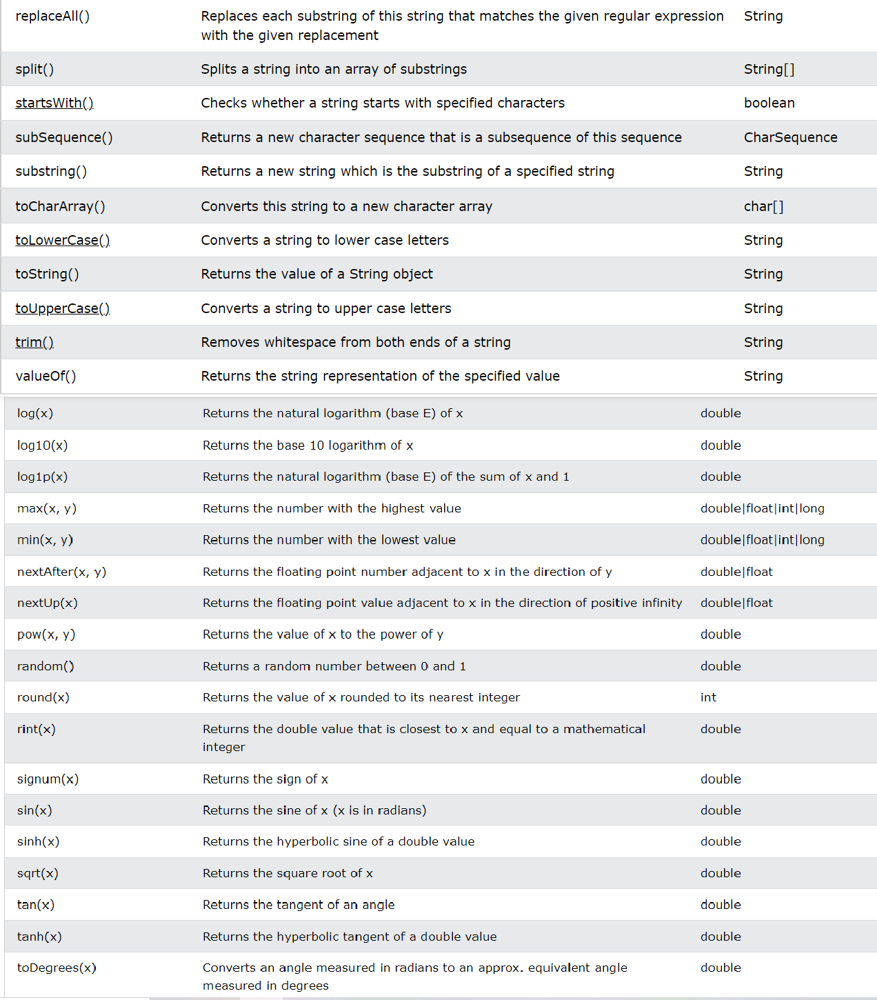 replaceAll() Replaces each substring of this string that matches the given regular expression String
with the given replacement
split() Splits a string into an array of substrings String[]
startsWith() Checks whether a string starts with specified characters boolean
subSequence() Returns a new character sequence that is a subsequence of this sequence CharSequence
substring() Returns a new string which is the substring of a specified string String
toCharArray() Converts this string to a new character array char[]
toLowerCase() Converts a string to lower case letters String
toString() Returns the value of a String object String
toUpperCase() Converts a string to upper case letters String
trim() Removes whitespace from both ends of a string String
valueOf() Returns the string representation of the specified value String
log(x) Returns the natural logarithm (base E) of x double
log10(x) Returns the base 10 logarithm of x double
log1p(x) Returns the natural logarithm (base E) of the sum of x and 1 double
max(x, y) Returns the number with the highest value double|float|int|long
min(x, y) Returns the number with the lowest value double|float|int|long
nextAfter(x, y) Returns the floating point number adjacent to x in the direction of y double|float
nextUp(x) Returns the floating point value adjacent to x in the direction of positive infinity double|float
pow(x, y) Returns the value of x to the power of y double
random() Returns a random number between 0 and 1 double
round(x) Returns the value of x rounded to its nearest integer int
rint(x) Returns the double value that is closest to x and equal to a mathematical double
integer
signum(x) Returns the sign of x double
sin(x) Returns the sine of x (x is in radians) double
sinh(x) Returns the hyperbolic sine of a double value double
sqrt(x) Returns the square root of x double
tan(x) Returns the tangent of an angle double
tanh(x) Returns the hyperbolic tangent of a double value double
toDegrees(x) Converts an angle measured in radians to an approx. equivalent angle double
measured in degrees